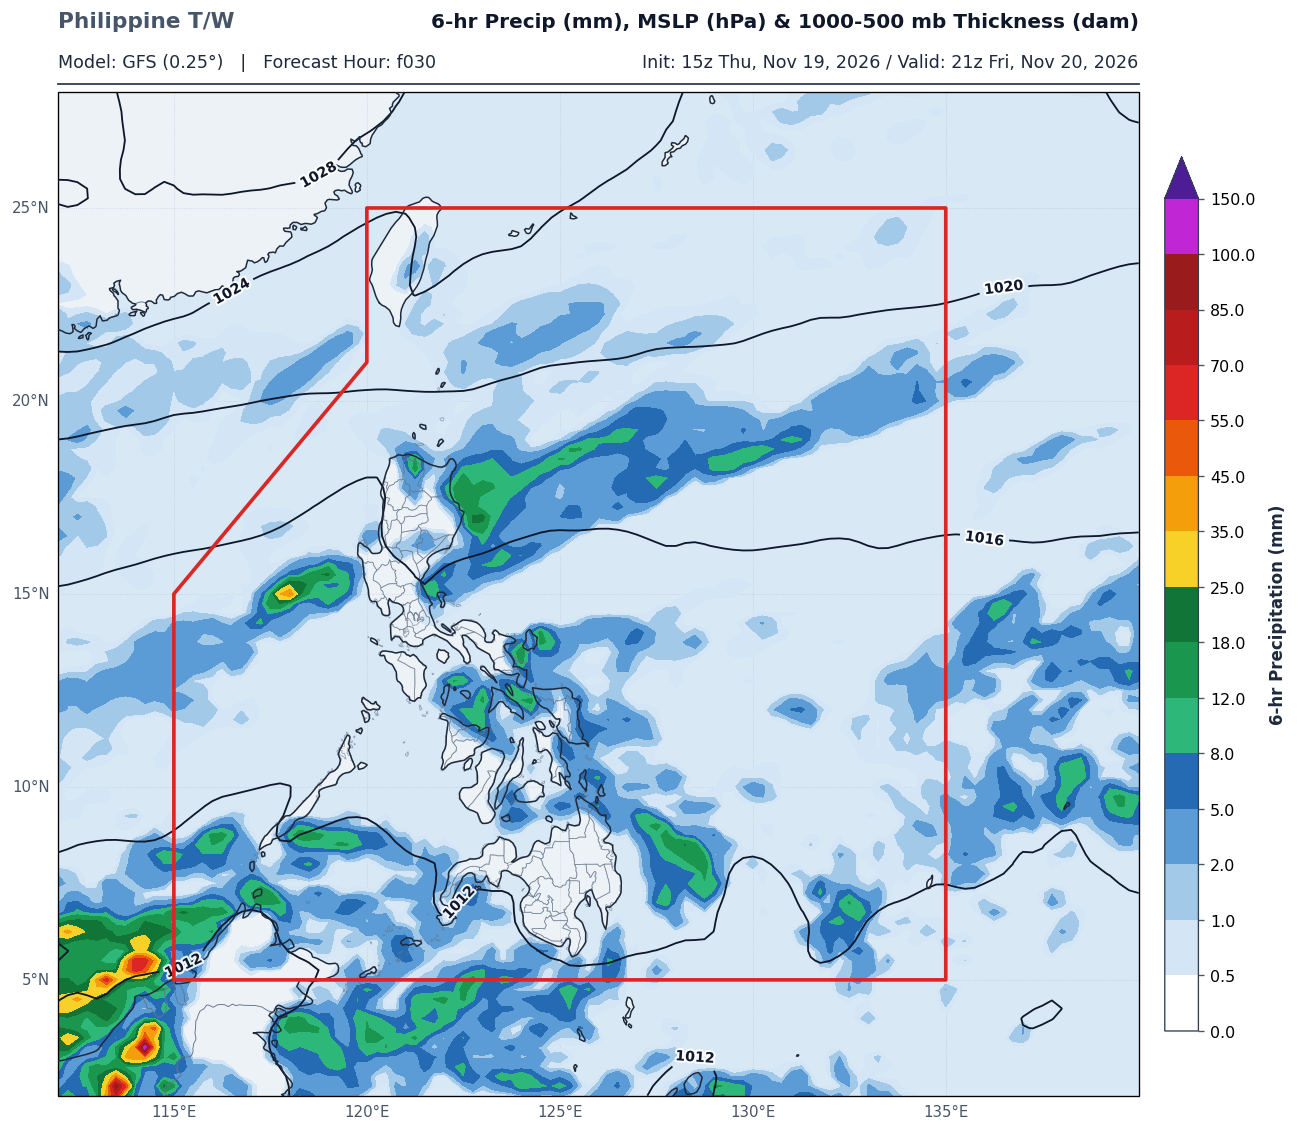 Philippine T/W
6-hr Precip (mm), MSLP (hPa) & 1000-500 mb Thickness (dam)
Model: GFS (0.25°) | Forecast Hour: f030
Init: 15z Thu, Nov 19, 2026 / Valid: 21z Fri, Nov 20, 2026
1028
1024
1020
1016
1012
1012
1012
25°N
20°N
15°N
10°N
5°N
115°E
120°E
125°E
130°E
135°E
150.0
100.0
85.0
70.0
55.0
45.0
35.0
25.0
18.0
12.0
8.0
5.0
2.0
1.0
0.5
0.0
6-hr Precipitation (mm)